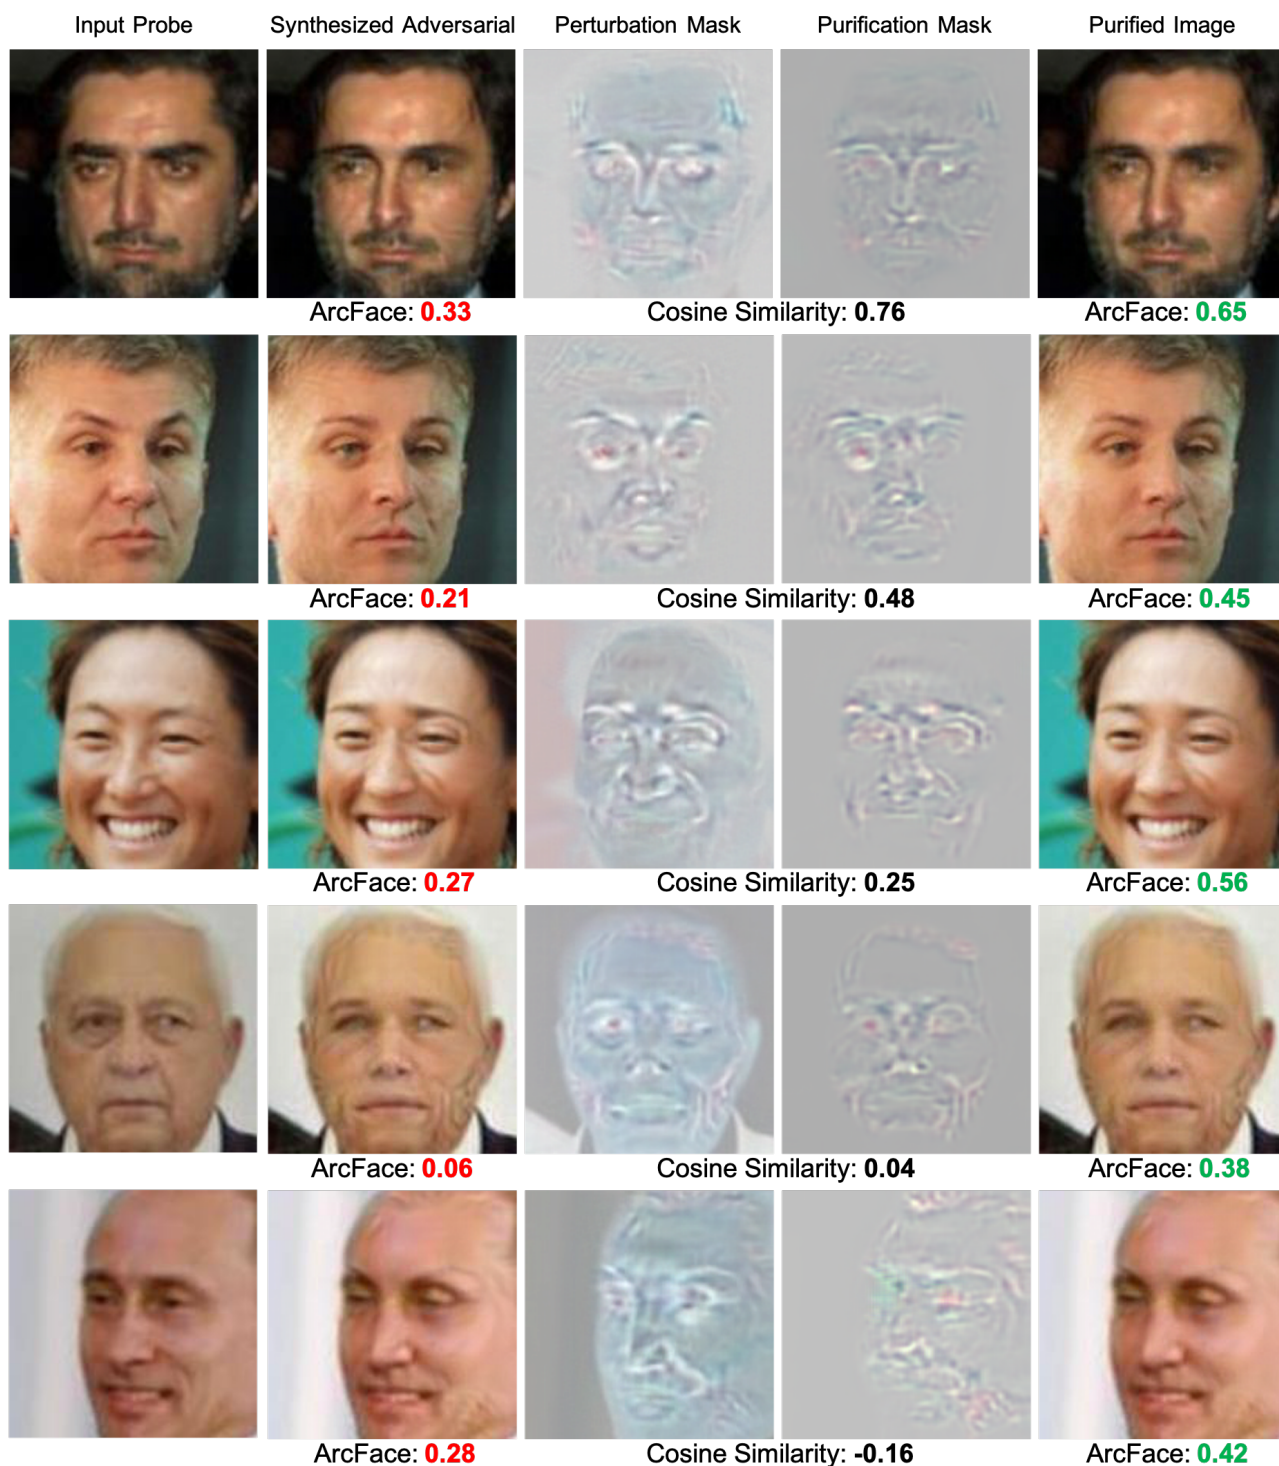 Input Probe Synthesized Adversarial Perturbation Mask Purification Mask Purified Image
ArcFace: 0.33 Cosine Similarity: 0.76 ArcFace: 0.65
ArcFace: 0.21 Cosine Similarity: 0.48 ArcFace: 0.45
ArcFace: 0.27 Cosine Similarity: 0.25 ArcFace: 0.56
ArcFace: 0.06 Cosine Similarity: 0.04 ArcFace: 0.38
ArcFace: 0.28 Cosine Similarity: -0.16 ArcFace: 0.42